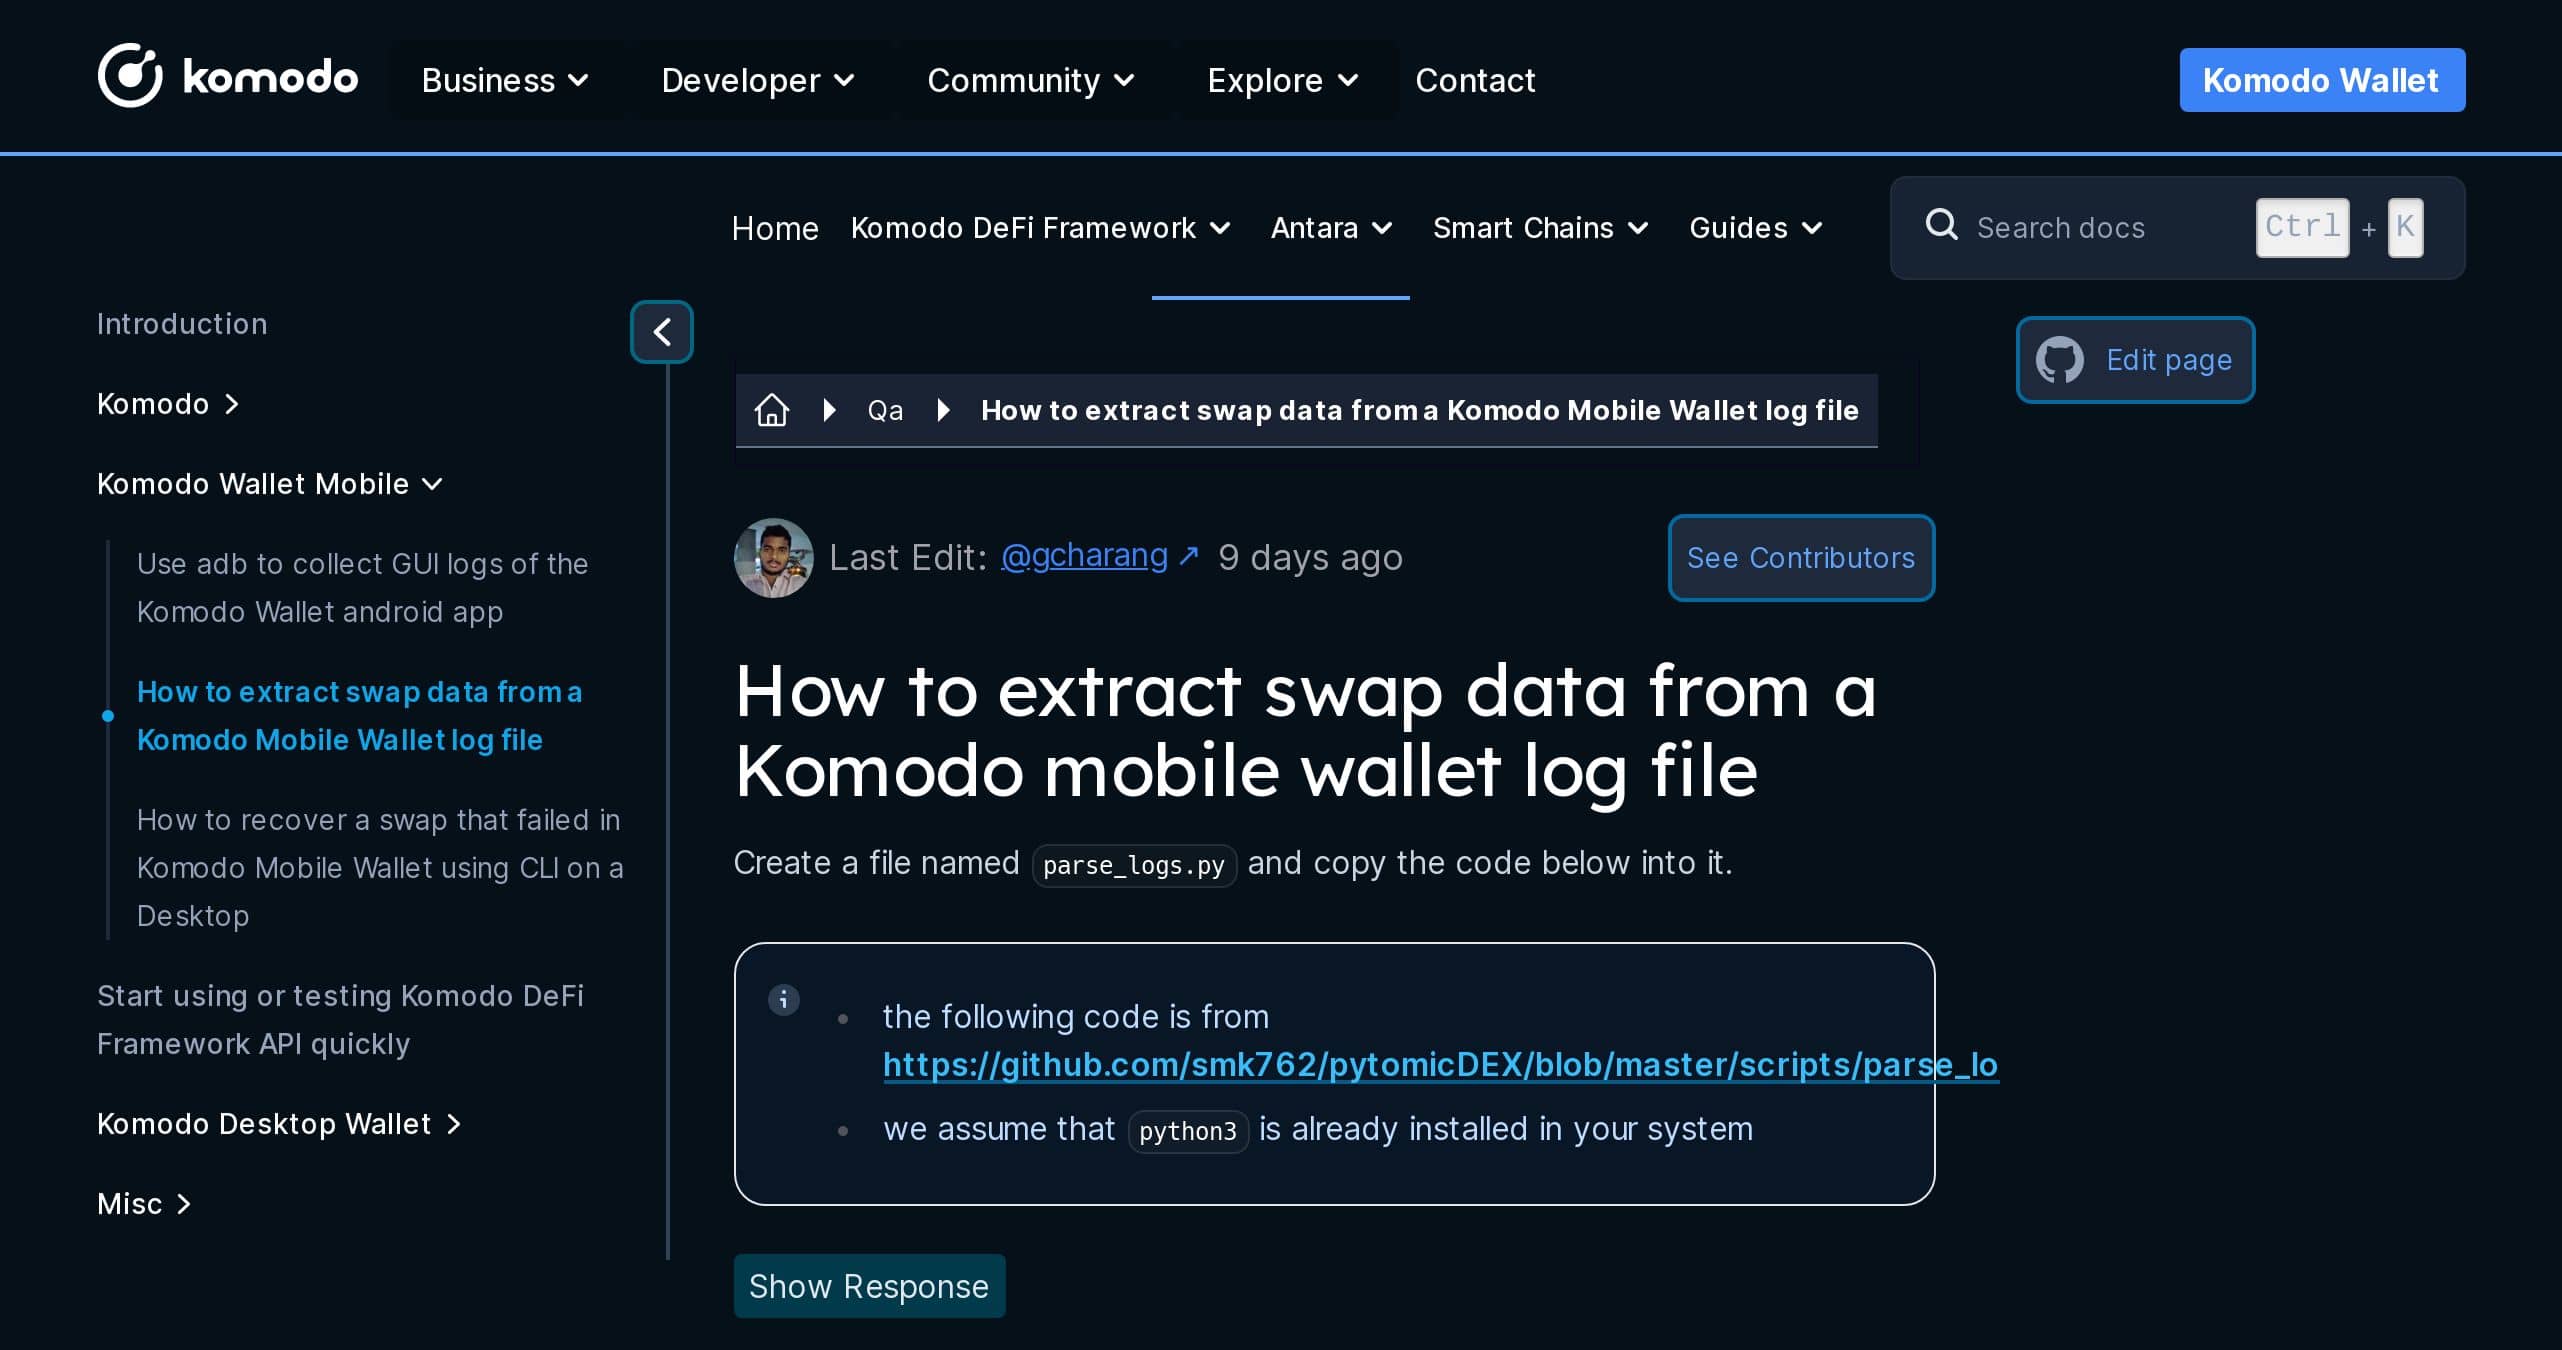 komodo Business Developer Community Explore Contact Komodo Wallet
Home Komodo DeFi Framework Antara Smart Chains Guides Search docs Ctrl + K
Introduction
Komodo
Komodo Wallet Mobile
Use adb to collect GUI logs of the
Komodo Wallet android app
How to extract swap data from a
Komodo Mobile Wallet log file
How to recover a swap that failed in
Komodo Mobile Wallet using CLI on a
Desktop
Start using or testing Komodo DeFi
Framework API quickly
Komodo Desktop Wallet
Misc
Edit page
Qa How to extract swap data from a Komodo Mobile Wallet log file
Last Edit: @gcharang ↗ 9 days ago
See Contributors
How to extract swap data from a
Komodo mobile wallet log file
Create a file named parse_logs.py and copy the code below into it.
the following code is from
https://github.com/smk762/pytomicDEX/blob/master/scripts/parse_lo
we assume that python3 is already installed in your system
Show Response